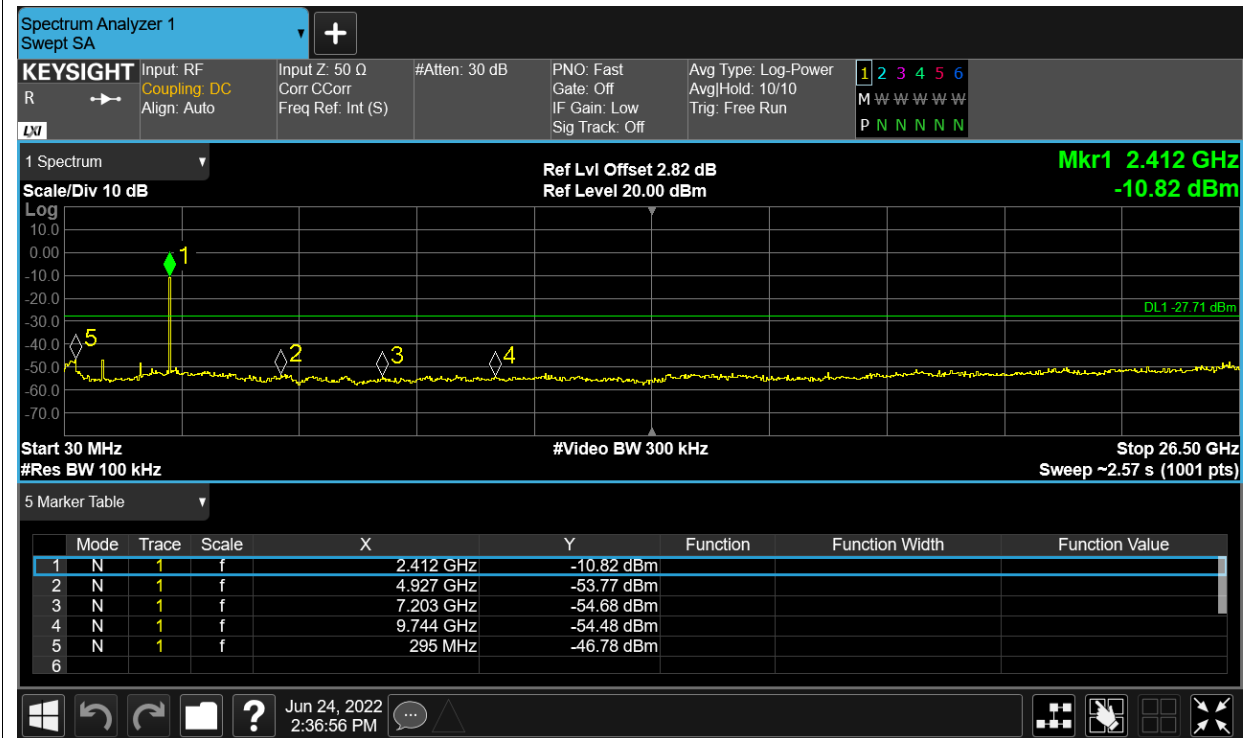 Spectrum Analyzer 1
Swept SA
+
KEYSIGHT
R
LXI
Input: RF
Coupling: DC
Align: Auto
Input Z: 50 Ω
Corr CCorr
Freq Ref: Int (S)
#Atten: 30 dB
PNO: Fast
Gate: Off
IF Gain: Low
Sig Track: Off
Avg Type: Log-Power
Avg|Hold: 10/10
Trig: Free Run
1 2 3 4 5 6
M W W W W W
P N N N N N
1 Spectrum
Scale/Div 10 dB
Ref Lvl Offset 2.82 dB
Ref Level 20.00 dBm
Mkr1 2.412 GHz
-10.82 dBm
Log
10.0
0.00
-10.0
-20.0
-30.0
-40.0
-50.0
-60.0
-70.0
1
DL1 -27.71 dBm
5
2
3
4
Start 30 MHz
#Video BW 300 kHz
Stop 26.50 GHz
#Res BW 100 kHz
Sweep ~2.57 s (1001 pts)
5 Marker Table
Mode Trace Scale X Y Function Function Width Function Value
1 N 1 f 2.412 GHz -10.82 dBm
2 N 1 f 4.927 GHz -53.77 dBm
3 N 1 f 7.203 GHz -54.68 dBm
4 N 1 f 9.744 GHz -54.48 dBm
5 N 1 f 295 MHz -46.78 dBm
6
?
Jun 24, 2022
2:36:56 PM